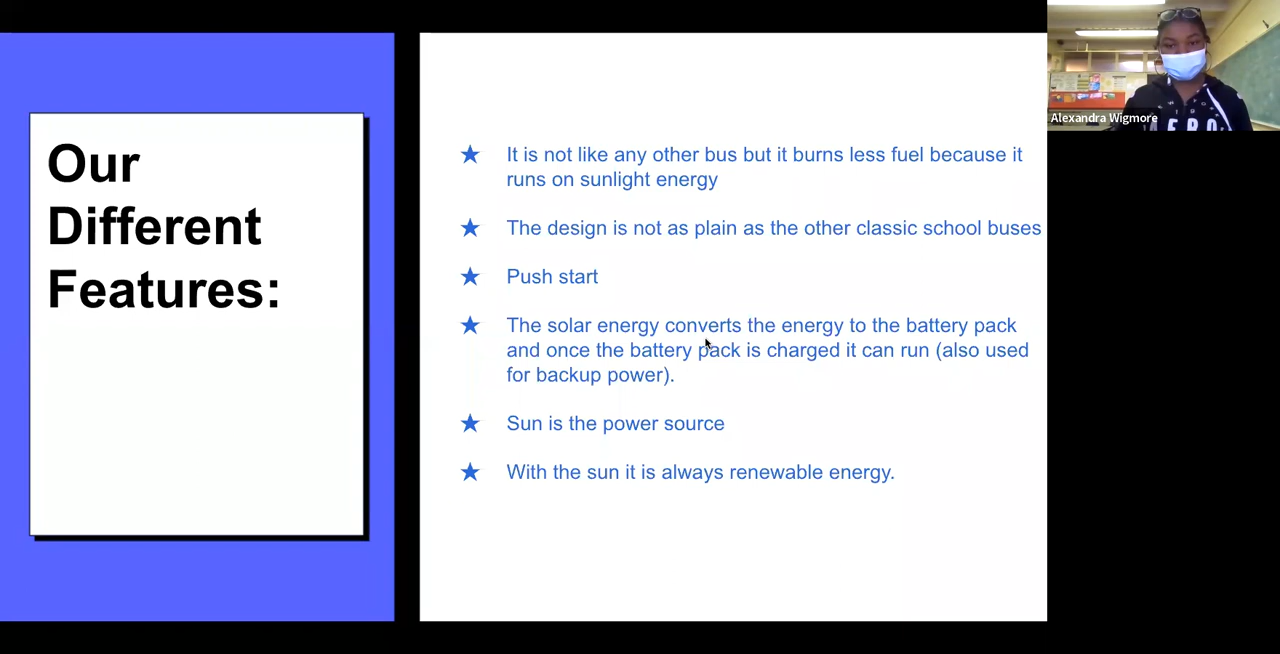 Our
Different
Features:
★ It is not like any other bus but it burns less fuel because it
runs on sunlight energy
★ The design is not as plain as the other classic school buses
★ Push start
★ The solar energy converts the energy to the battery pack
and once the battery pack is charged it can run (also used
for backup power).
★ Sun is the power source
★ With the sun it is always renewable energy.
Alexandra Wigmore